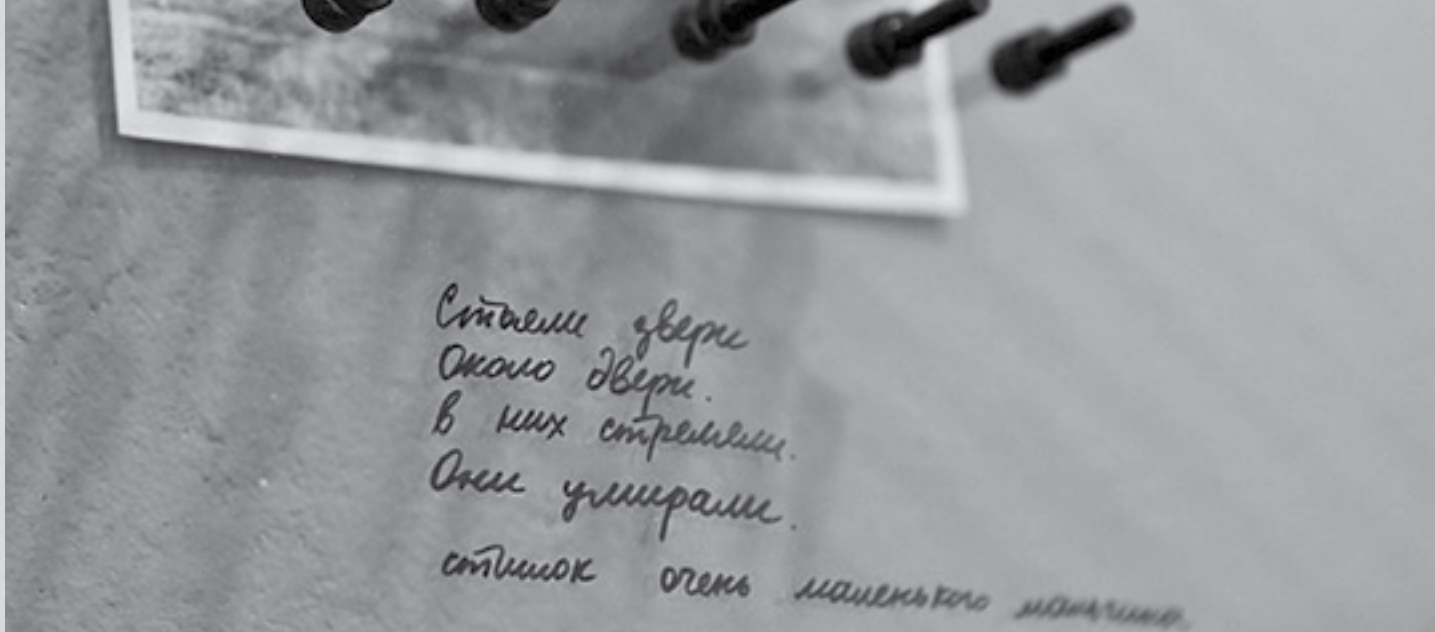 Стояли звери
Около двери.
В них стреляли.
Они умирали.
стишок очень маленького мальчика.